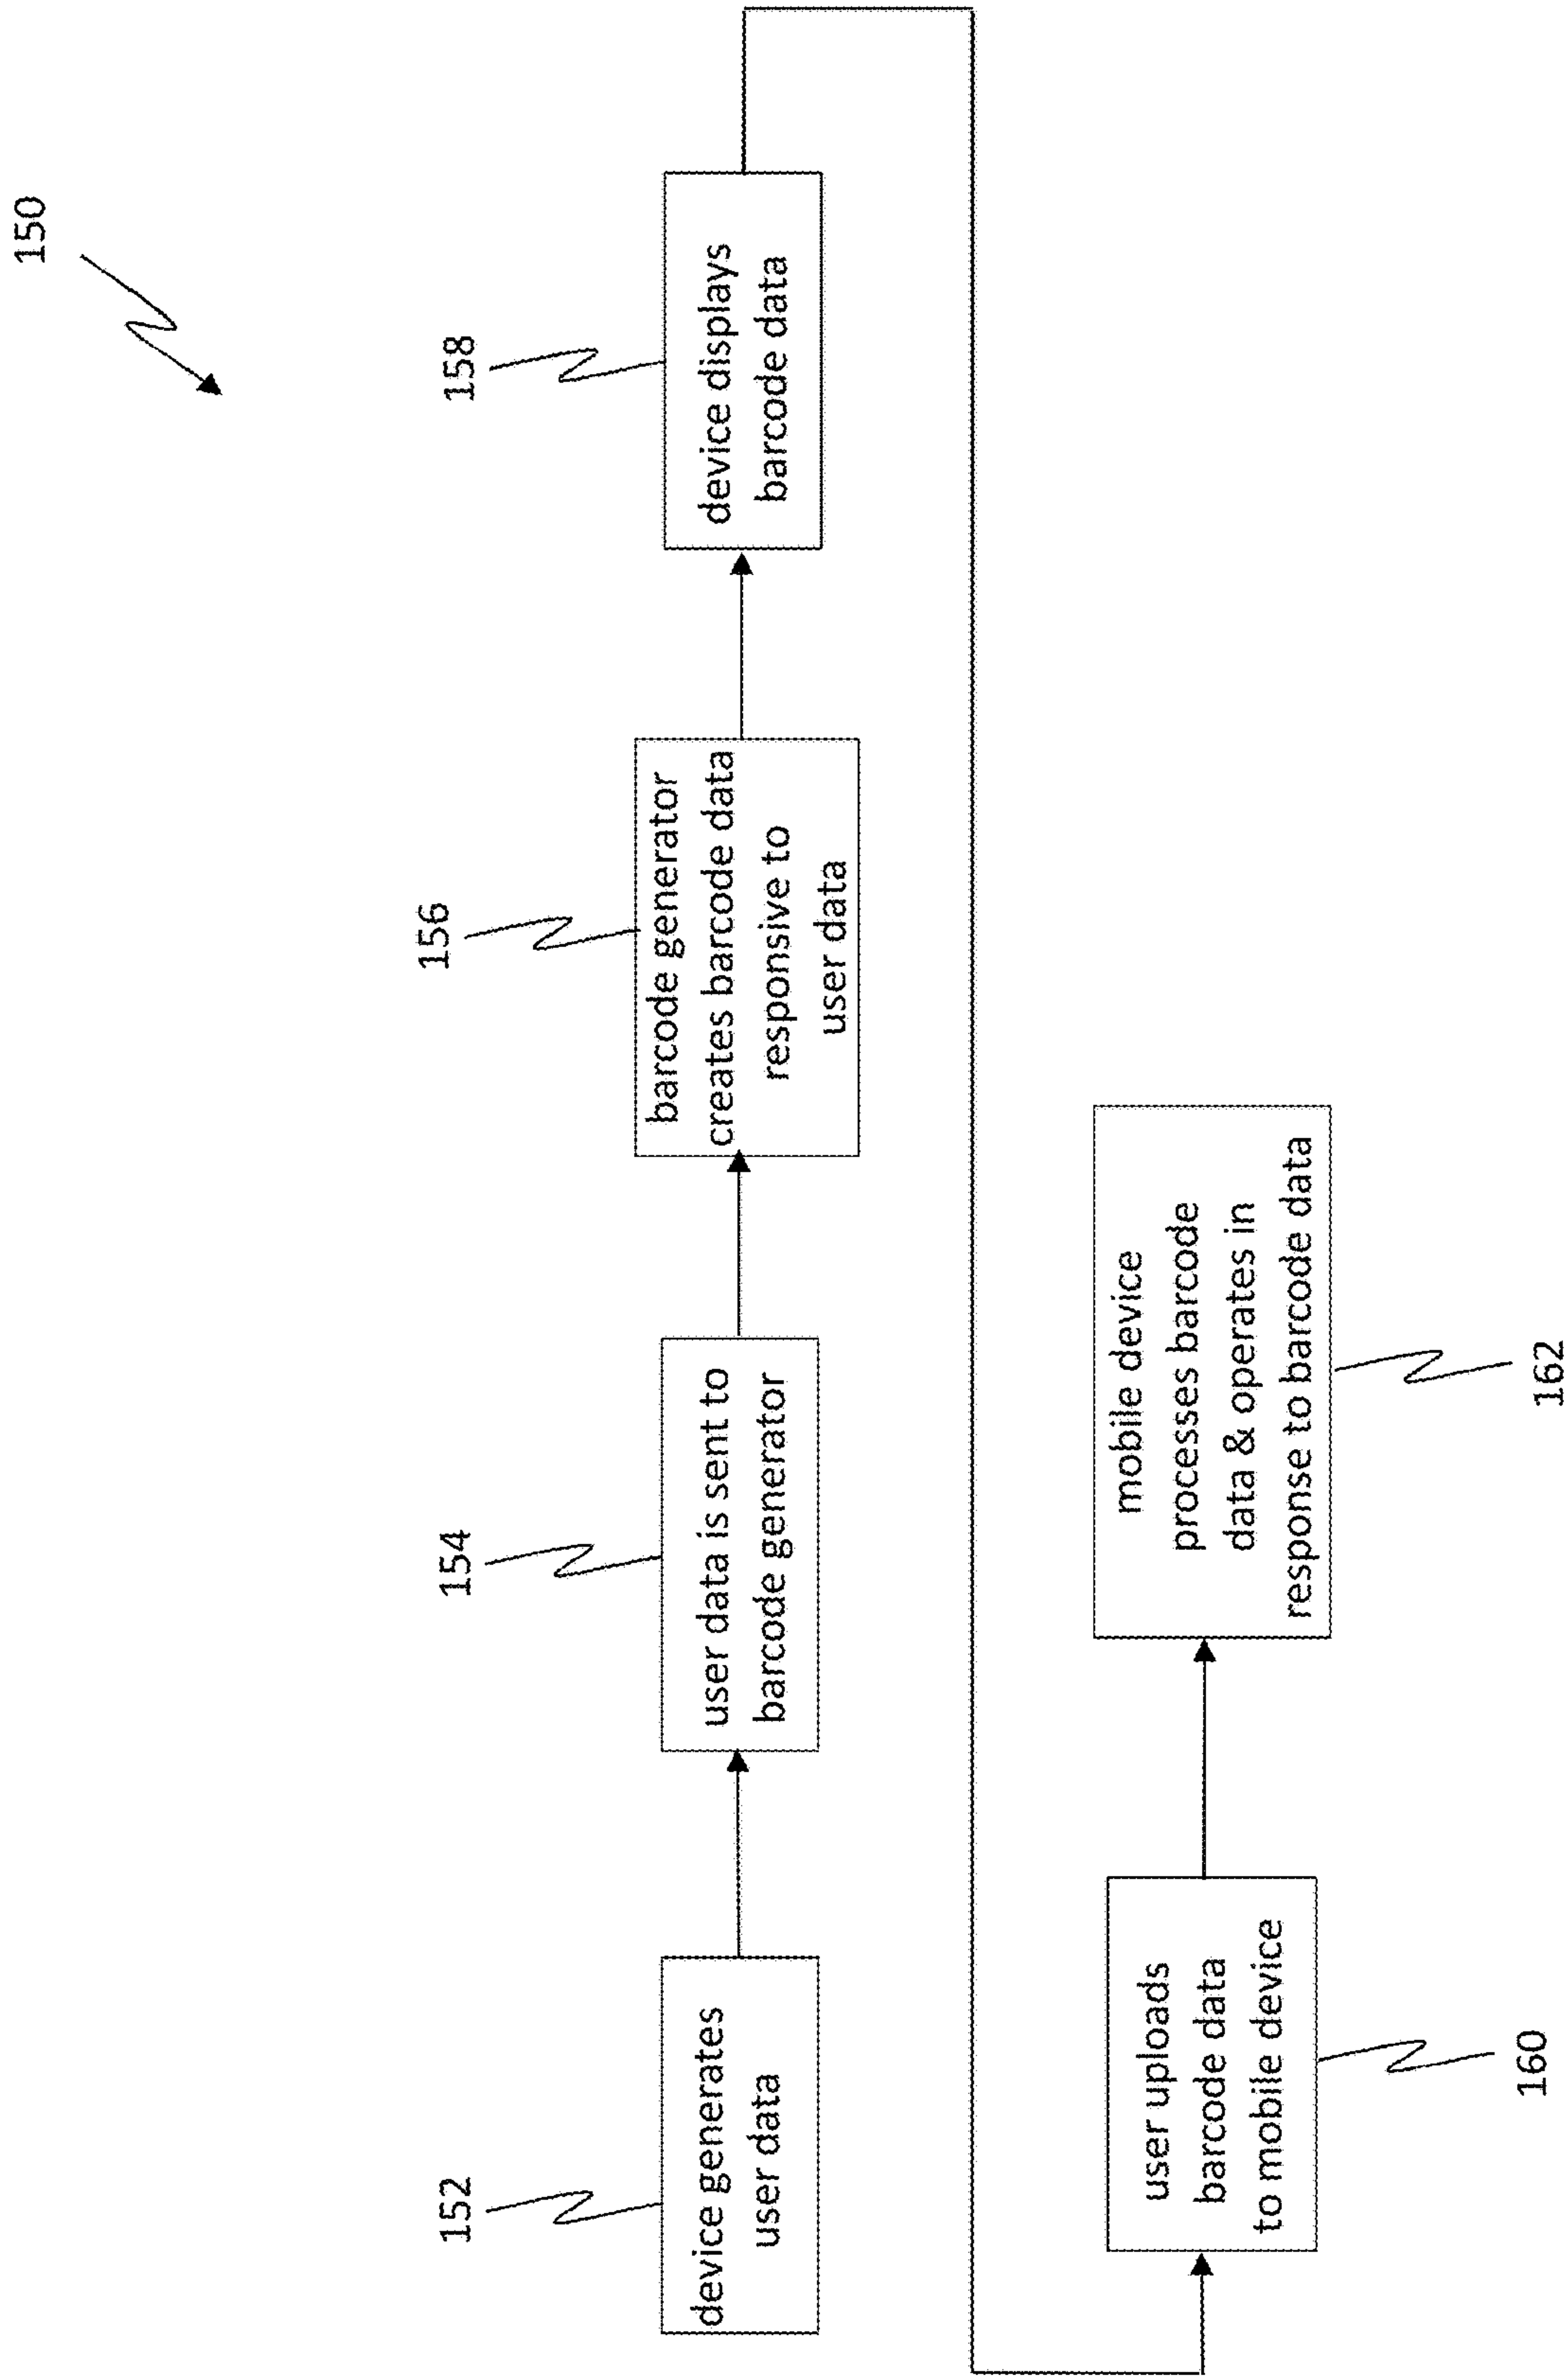 150
152
device generates
user data
154
user data is sent to
barcode generator
156
barcode generator
creates barcode data
responsive to
user data
158
device displays
barcode data
user uploads
barcode data
to mobile device
160
mobile device
processes barcode
data & operates in
response to barcode data
162